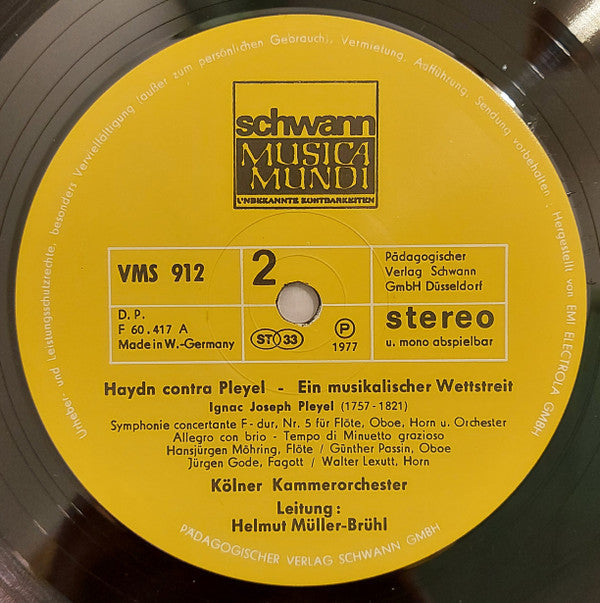 Urheber- und Leistungsschutzrechte, besonders Vervielfältigung (außer zum persönlichen Gebrauch), Vermietung, Aufführung, Sendung vorbehalten. Hergestellt von EMI ELECTROLA GMBH
schwann
MUSICA
MUNDI
UNBEKANNTE KOSTBARKEITEN
VMS 912
2
Pädagogischer
Verlag Schwann
GmbH Düsseldorf
D. P.
F 60.417 A
Made in W.-Germany
ST 33
P
1977
stereo
u. mono abspielbar
Haydn contra Pleyel - Ein musikalischer Wettstreit
Ignac Joseph Pleyel (1757-1821)
Symphonie concertante F-dur, Nr. 5 für Flöte, Oboe, Horn u. Orchester
Allegro con brio - Tempo di Minuetto grazioso
Hansjürgen Möhring, Flöte / Günther Passin, Oboe
Jürgen Gode, Fagott / Walter Lexutt, Horn
Kölner Kammerorchester
Leitung:
Helmut Müller-Brühl
PÄDAGOGISCHER VERLAG SCHWANN GMBH